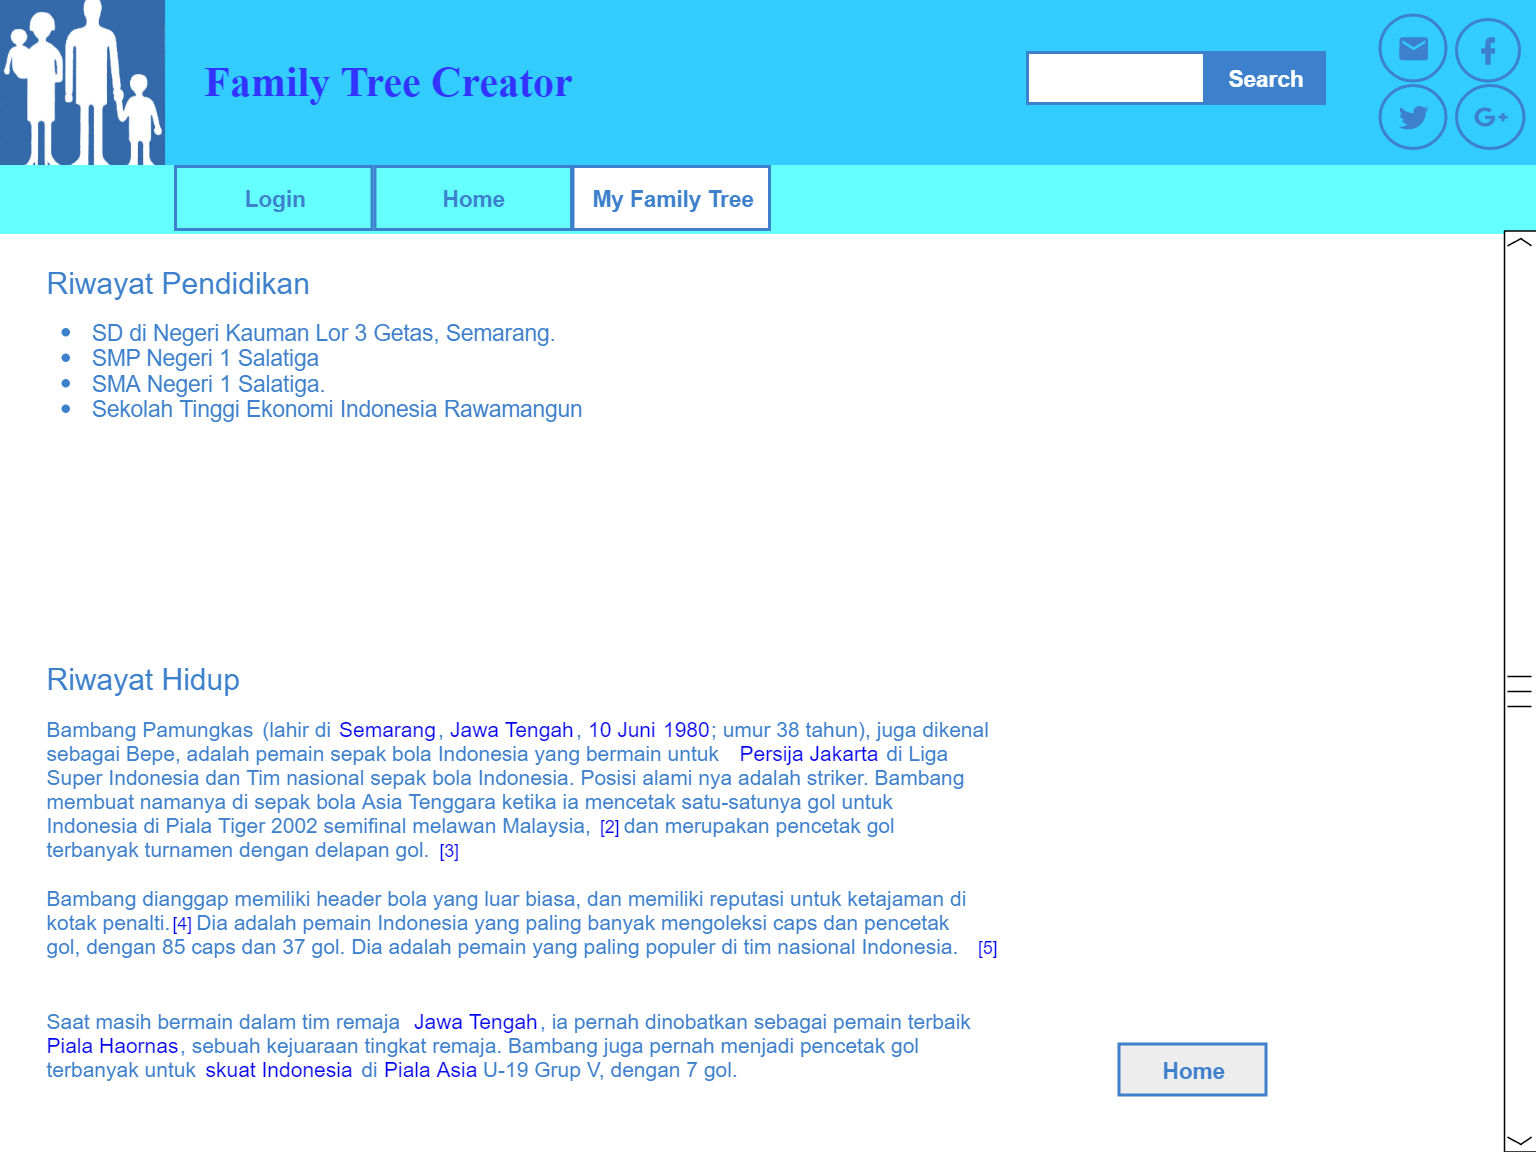 Family Tree Creator
Search
G+
Login
Home
My Family Tree
Riwayat Pendidikan
SD di Negeri Kauman Lor 3 Getas, Semarang.
SMP Negeri 1 Salatiga
SMA Negeri 1 Salatiga.
Sekolah Tinggi Ekonomi Indonesia Rawamangun
Riwayat Hidup
Bambang Pamungkas (lahir di Semarang, Jawa Tengah, 10 Juni 1980; umur 38 tahun), juga dikenal
sebagai Bepe, adalah pemain sepak bola Indonesia yang bermain untuk Persija Jakarta di Liga
Super Indonesia dan Tim nasional sepak bola Indonesia. Posisi alami nya adalah striker. Bambang
membuat namanya di sepak bola Asia Tenggara ketika ia mencetak satu-satunya gol untuk
Indonesia di Piala Tiger 2002 semifinal melawan Malaysia, [2] dan merupakan pencetak gol
terbanyak turnamen dengan delapan gol. [3]
Bambang dianggap memiliki header bola yang luar biasa, dan memiliki reputasi untuk ketajaman di
kotak penalti.[4] Dia adalah pemain Indonesia yang paling banyak mengoleksi caps dan pencetak
gol, dengan 85 caps dan 37 gol. Dia adalah pemain yang paling populer di tim nasional Indonesia. [5]
Saat masih bermain dalam tim remaja Jawa Tengah, ia pernah dinobatkan sebagai pemain terbaik
Piala Haornas, sebuah kejuaraan tingkat remaja. Bambang juga pernah menjadi pencetak gol
terbanyak untuk skuat Indonesia di Piala Asia U-19 Grup V, dengan 7 gol.
Home